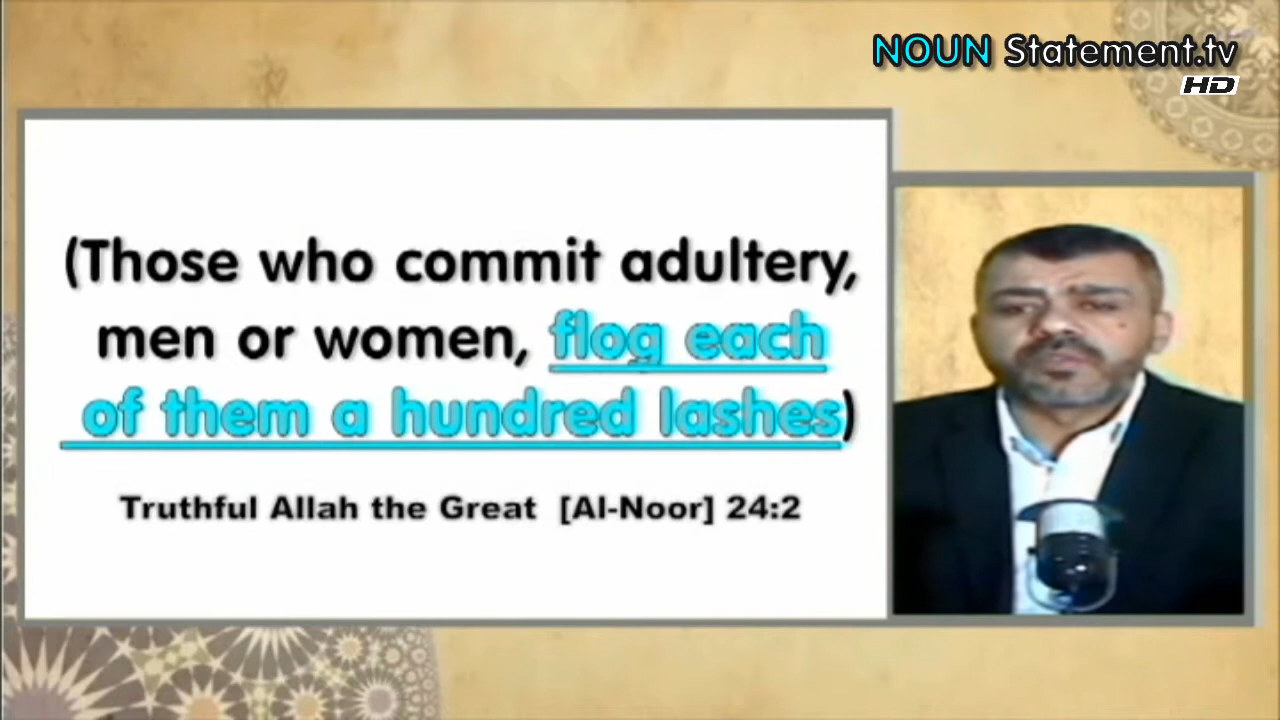 NOUN Statement.tv
HD
(Those who commit adultery,
men or women, flog each
of them a hundred lashes)
Truthful Allah the Great [Al-Noor] 24:2